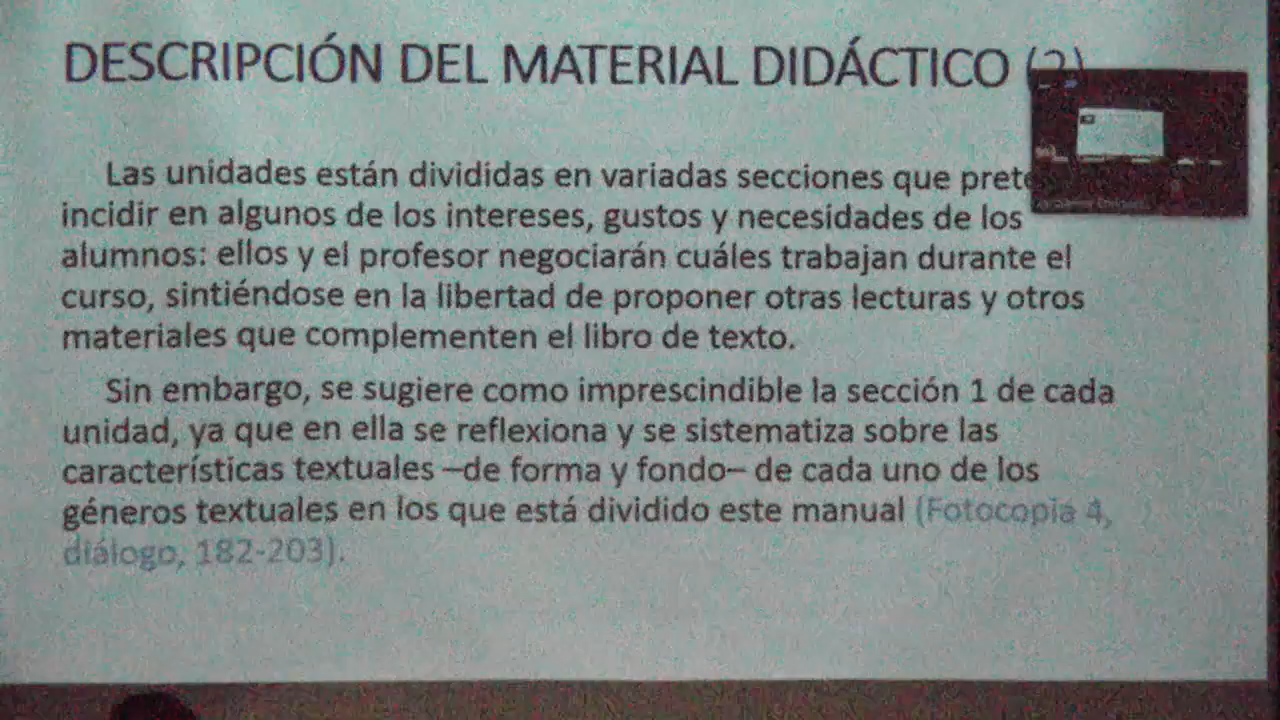 DESCRIPCIÓN DEL MATERIAL DIDÁCTICO (2)
Las unidades están divididas en variadas secciones que
incidir en algunos de los intereses, gustos y necesidades de los
alumnos: ellos y el profesor negociarán cuáles trabajan durante el
curso, sintiéndose en la libertad de proponer otras lecturas y otros
materiales que complementen el libro de texto.
Sin embargo, se sugiere como imprescindible la sección 1 de cada
unidad, ya que en ella se reflexiona y se sistematiza sobre las
características textuales –de forma y fondo– de cada uno de los
géneros textuales en los que está dividido este manual (Fotocopia 4,
diálogo, 182-203).